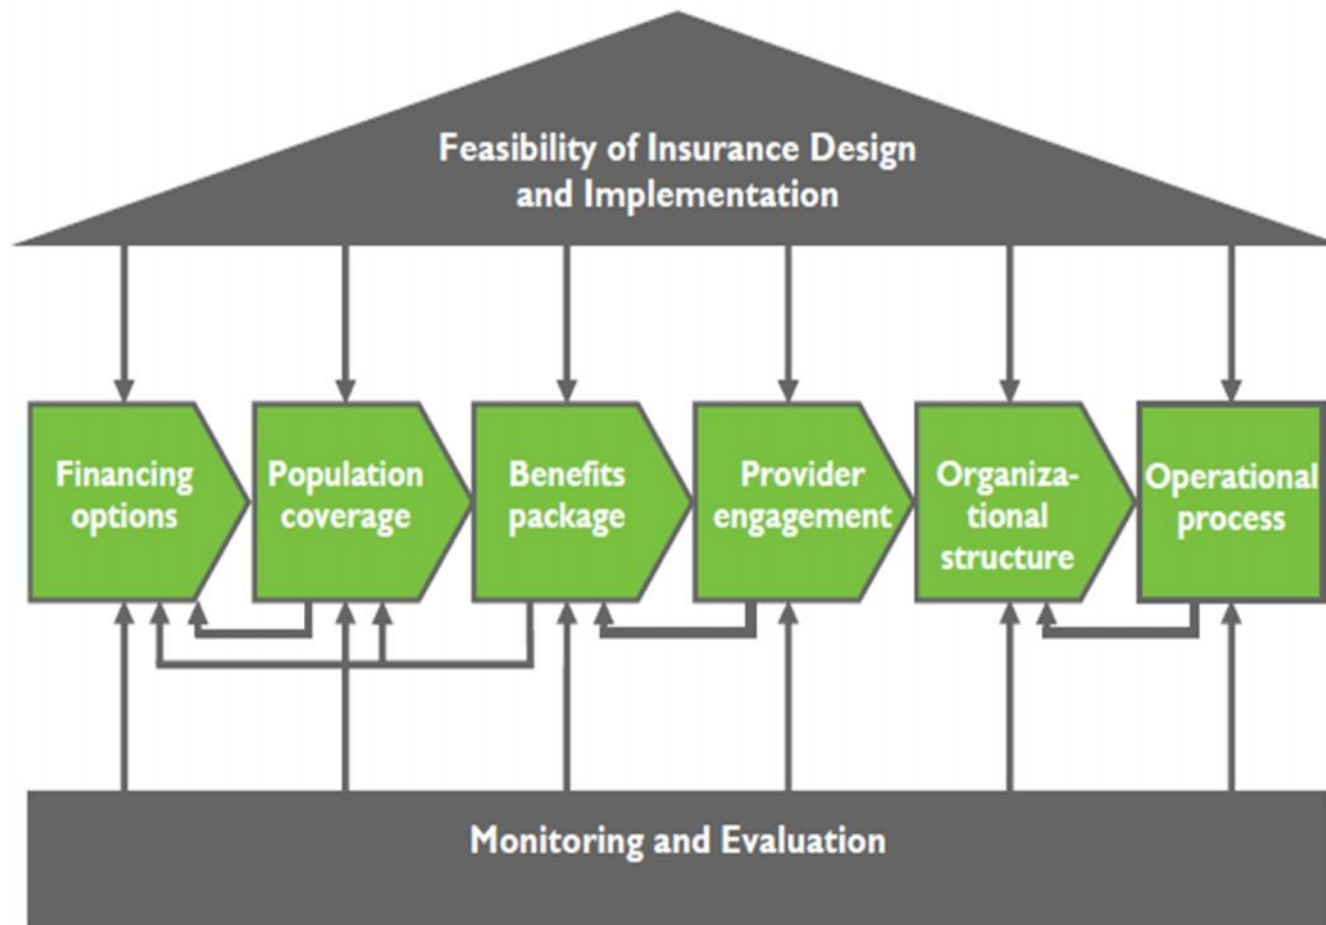 Feasibility of Insurance Design
and Implementation
Financing
options
Population
coverage
Benefits
package
Provider
engagement
Organiza-
tional
structure
Operational
process
Monitoring and Evaluation